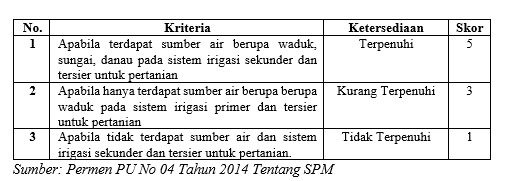 No. Kriteria Ketersediaan Skor
1 Apabila terdapat sumber air berupa waduk, Terpenuhi 5
sungai, danau pada sistem irigasi sekunder dan
tersier untuk pertanian
2 Apabila hanya terdapat sumber air berupa berupa Kurang Terpenuhi 3
waduk pada sistem irigasi primer dan tersier
untuk pertanian
3 Apabila tidak terdapat sumber air dan sistem Tidak Terpenuhi 1
irigasi sekunder dan tersier untuk pertanian.
Sumber: Permen PU No 04 Tahun 2014 Tentang SPM